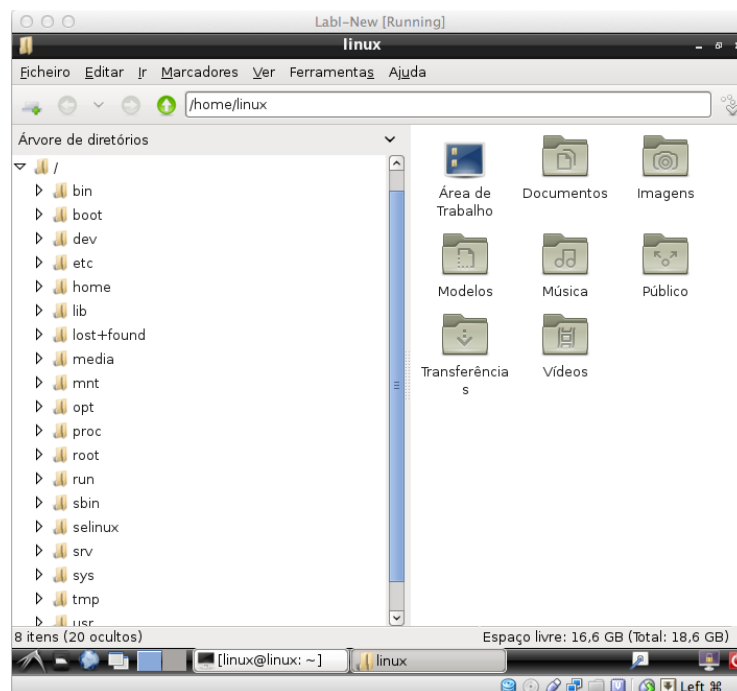 LabI-New [Running]
linux
Ficheiro Editar Ir Marcadores Ver Ferramentas Ajuda
/home/linux
Árvore de diretórios
/
bin
boot
dev
etc
home
lib
lost+found
media
mnt
opt
proc
root
run
sbin
selinux
srv
sys
tmp
usr
Área de
Trabalho
Documentos
Imagens
Modelos
Música
Público
Transferência
s
Vídeos
8 itens (20 ocultos)
Espaço livre: 16,6 GB (Total: 18,6 GB)
[linux@linux: ~]
linux
Left ⌘